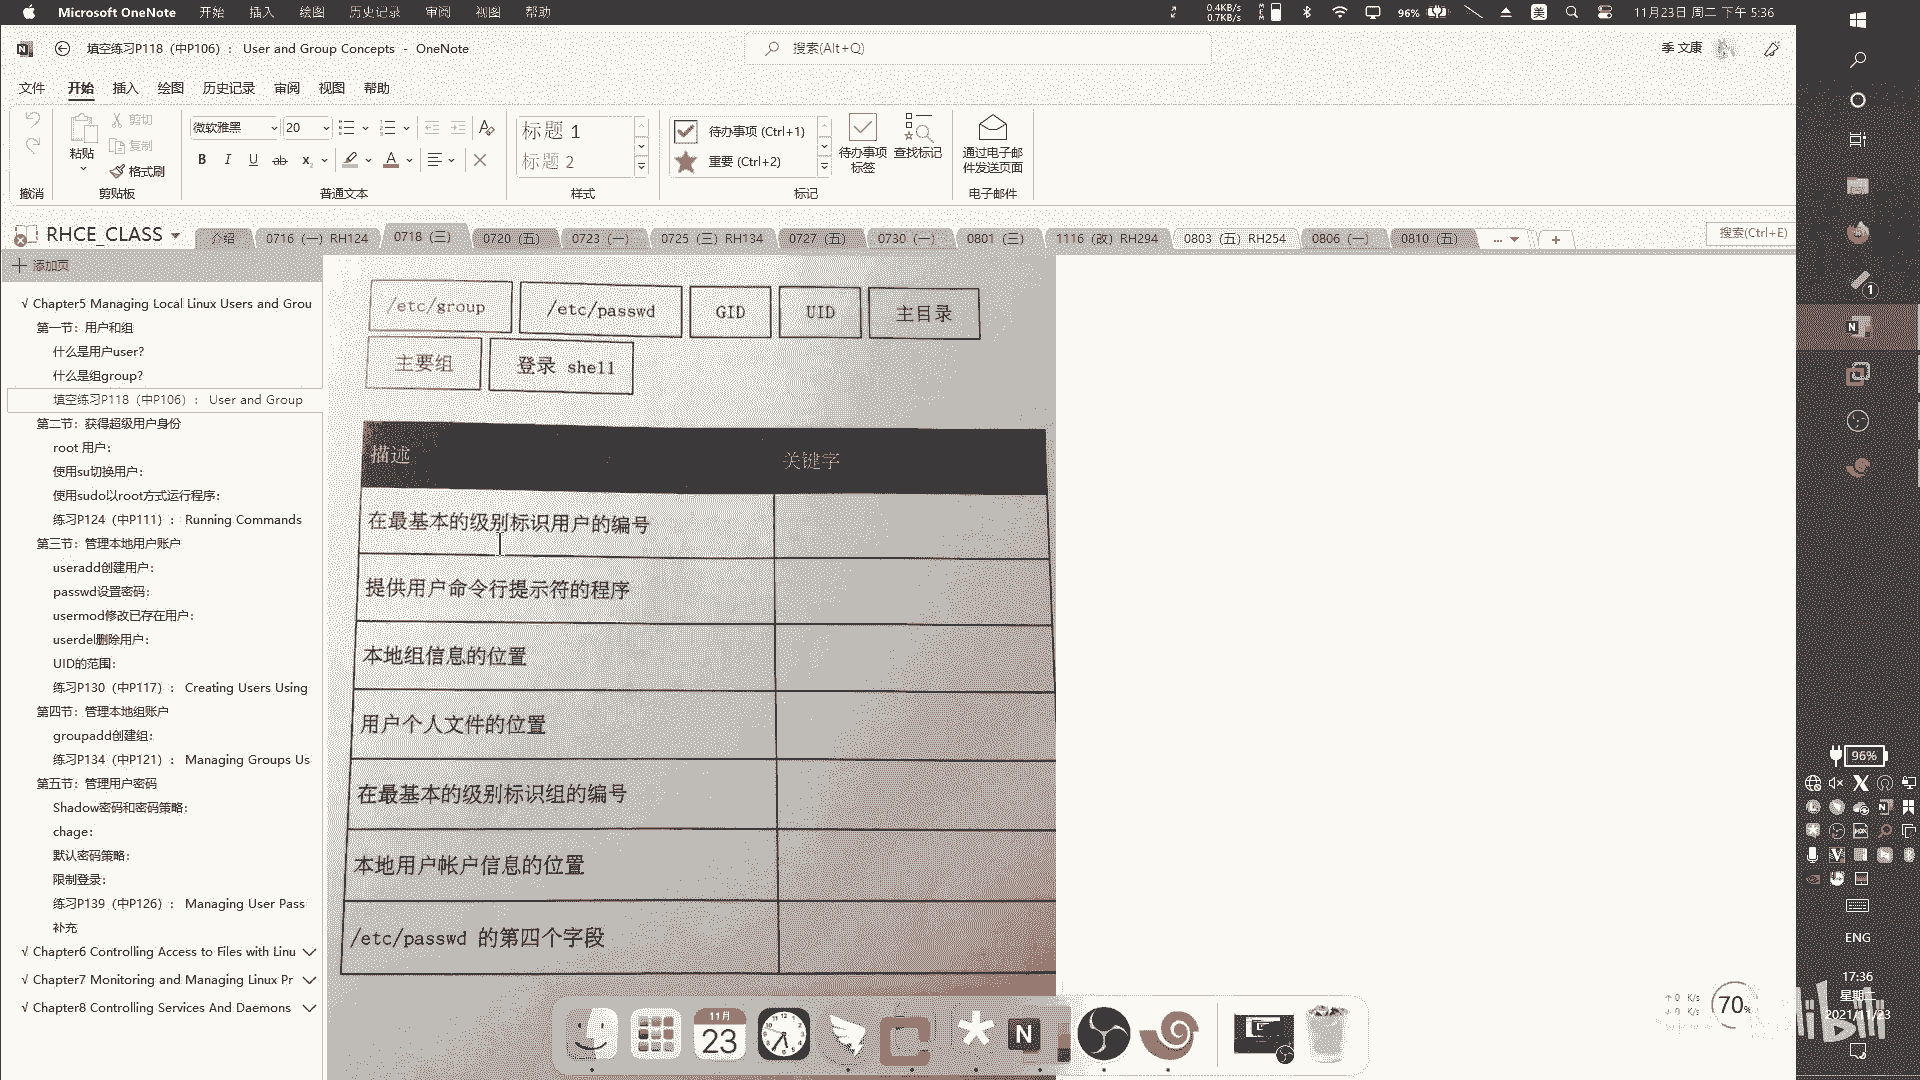 Microsoft OneNote 开始 插入 绘图 历史记录 审阅 视图 帮助
0.4KB/s
0.7KB/s
96%
美
11月23日 周二 下午 5:36
填空练习P118（中P106）： User and Group Concepts - OneNote
搜索(Alt+Q)
季 文康
文件 开始 插入 绘图 历史记录 审阅 视图 帮助
粘贴
剪切
复制
格式刷
微软雅黑 20
B I U ab x
标题 1
标题 2
待办事项 (Ctrl+1)
重要 (Ctrl+2)
待办事项
标签
查找标记
通过电子邮
件发送页面
撤消 剪贴板 普通文本 样式 标记 电子邮件
RHCE_CLASS
介绍 0716（一）RH124 0718（三） 0720（五） 0723（一） 0725（三）RH134 0727（五） 0730（一） 0801（三） 1116（改）RH294 0803（五）RH254 0806（一） 0810（五） ...
搜索(Ctrl+E)
添加页
√ Chapter5 Managing Local Linux Users and Grou
第一节：用户和组
什么是用户user?
什么是组group?
填空练习P118（中P106）： User and Group
第二节：获得超级用户身份
root 用户：
使用su切换用户：
使用sudo以root方式运行程序：
练习P124（中P111）： Running Commands
第三节：管理本地用户账户
useradd创建用户：
passwd设置密码：
usermod修改已存在用户：
userdel删除用户：
UID的范围：
练习P130（中P117）： Creating Users Using
第四节：管理本地组账户
groupadd创建组：
练习P134（中P121）： Managing Groups Us
第五节：管理用户密码
Shadow密码和密码策略：
chage：
默认密码策略：
限制登录：
练习P139（中P126）： Managing User Pass
补充
√ Chapter6 Controlling Access to Files with Linu
√ Chapter7 Monitoring and Managing Linux Pr
√ Chapter8 Controlling Services And Daemons
/etc/group /etc/passwd GID UID 主目录
主要组 登录 shell
描述 关键字
在最基本的级别标识用户的编号
提供用户命令行提示符的程序
本地组信息的位置
用户个人文件的位置
在最基本的级别标识组的编号
本地用户帐户信息的位置
/etc/passwd 的第四个字段
11月
23
1
96%
ENG
17:36
星期二
2021/11/23
70%